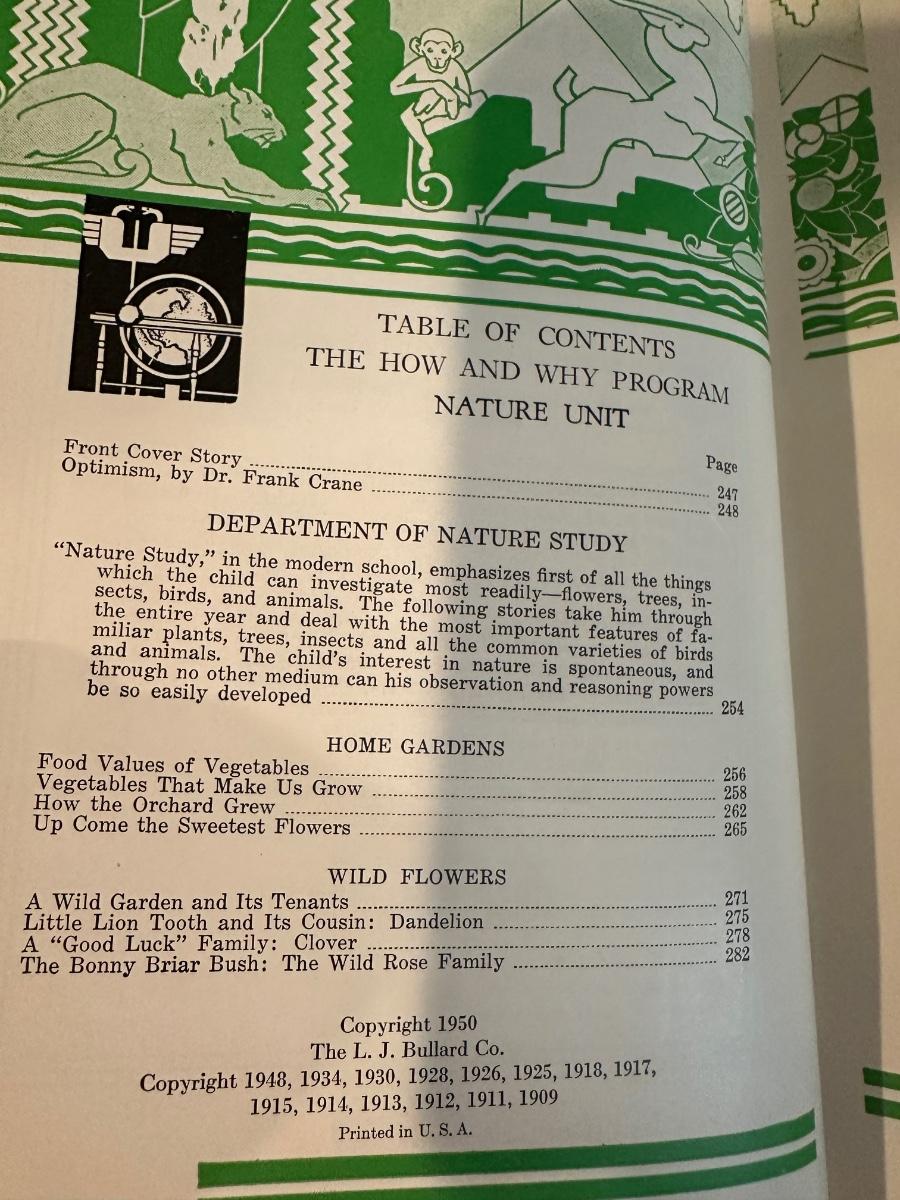 TABLE OF CONTENTS
THE HOW AND WHY PROGRAM
NATURE UNIT
Page
Front Cover Story ........ 247
Optimism, by Dr. Frank Crane ........ 248
DEPARTMENT OF NATURE STUDY
“Nature Study,” in the modern school, emphasizes first of all the things
which the child can investigate most readily—flowers, trees, in-
sects, birds, and animals. The following stories take him through
the entire year and deal with the most important features of fa-
miliar plants, trees, insects and all the common varieties of birds
and animals. The child’s interest in nature is spontaneous, and
through no other medium can his observation and reasoning powers
be so easily developed ........ 254
HOME GARDENS
Food Values of Vegetables ........ 256
Vegetables That Make Us Grow ........ 258
How the Orchard Grew ........ 262
Up Come the Sweetest Flowers ........ 265
WILD FLOWERS
A Wild Garden and Its Tenants ........ 271
Little Lion Tooth and Its Cousin: Dandelion ........ 275
A “Good Luck” Family: Clover ........ 278
The Bonny Briar Bush: The Wild Rose Family ........ 282
Copyright 1950
The L. J. Bullard Co.
Copyright 1948, 1934, 1930, 1928, 1926, 1925, 1918, 1917,
1915, 1914, 1913, 1912, 1911, 1909
Printed in U. S. A.